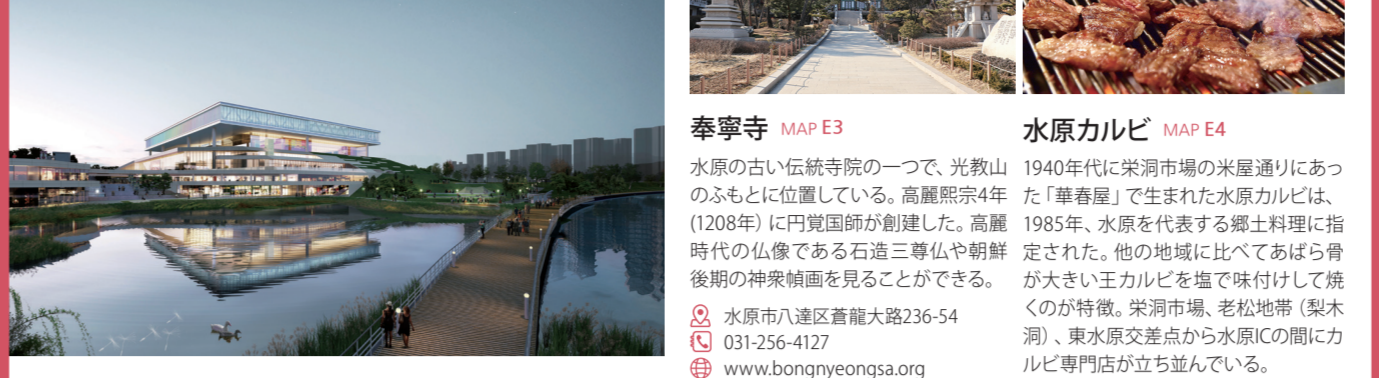 奉寧寺 MAP E3
水原の古い伝統寺院の一つで、光教山
のふもとに位置している。高麗熙宗4年
(1208年）に円覚国師が創建した。高麗
時代の仏像である石造三尊仏や朝鮮
後期の神衆幀画を見ることができる。
水原市八達区蒼龍大路236-54
031-256-4127
www.bongnyeongsa.org
水原カルビ MAP E4
1940年代に栄洞市場の米屋通りにあっ
た「華春屋」で生まれた水原カルビは、
1985年、水原を代表する郷土料理に指
定された。他の地域に比べてあばら骨
が大きい王カルビを塩で味付けして焼
くのが特徴。栄洞市場、老松地帯（梨木
洞）、東水原交差点から水原ICの間にカ
ルビ専門店が立ち並んでいる。